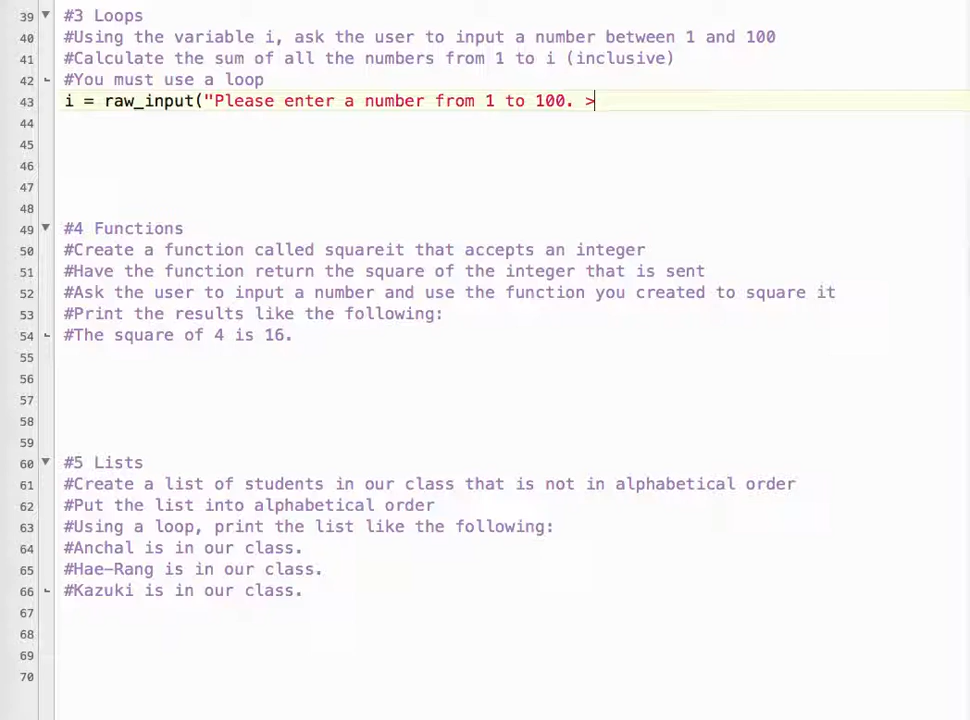 39 #3 Loops
40 #Using the variable i, ask the user to input a number between 1 and 100
41 #Calculate the sum of all the numbers from 1 to i (inclusive)
42 #You must use a loop
43 i = raw_input("Please enter a number from 1 to 100. >
44
45
46
47
48
49 #4 Functions
50 #Create a function called squareit that accepts an integer
51 #Have the function return the square of the integer that is sent
52 #Ask the user to input a number and use the function you created to square it
53 #Print the results like the following:
54 #The square of 4 is 16.
55
56
57
58
59
60 #5 Lists
61 #Create a list of students in our class that is not in alphabetical order
62 #Put the list into alphabetical order
63 #Using a loop, print the list like the following:
64 #Anchal is in our class.
65 #Hae-Rang is in our class.
66 #Kazuki is in our class.
67
68
69
70